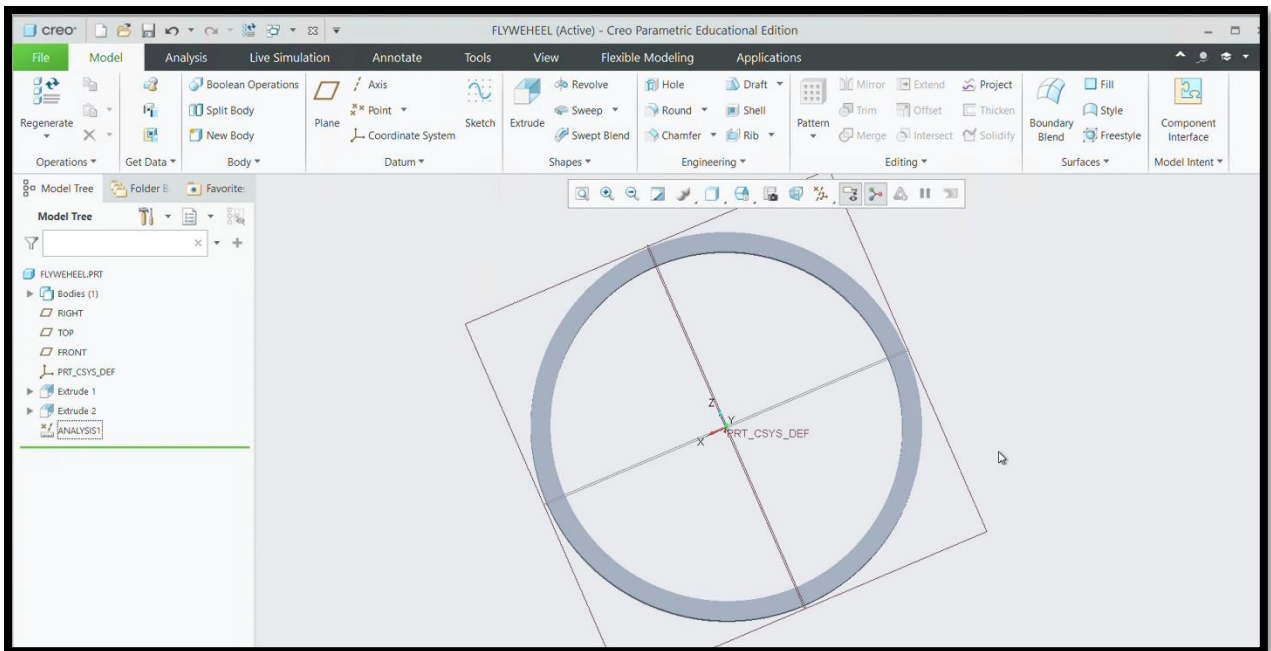 creo·
FLYWEHEEL (Active) - Creo Parametric Educational Edition
File Model Analysis Live Simulation Annotate Tools View Flexible Modeling Applications
Regenerate
Operations
Get Data
Boolean Operations
Split Body
New Body
Body
Plane
Axis
Point
Coordinate System
Datum
Sketch
Extrude
Revolve
Sweep
Swept Blend
Shapes
Hole
Round
Chamfer
Draft
Shell
Rib
Engineering
Pattern
Mirror
Extend
Project
Trim
Offset
Thicken
Merge
Intersect
Solidify
Editing
Boundary
Blend
Fill
Style
Freestyle
Surfaces
Component
Interface
Model Intent
Model Tree Folder B Favorite
Model Tree
FLYWEHEEL.PRT
Bodies (1)
RIGHT
TOP
FRONT
PRT_CSYS_DEF
Extrude 1
Extrude 2
ANALYSIS1
Z
Y
X
PRT_CSYS_DEF